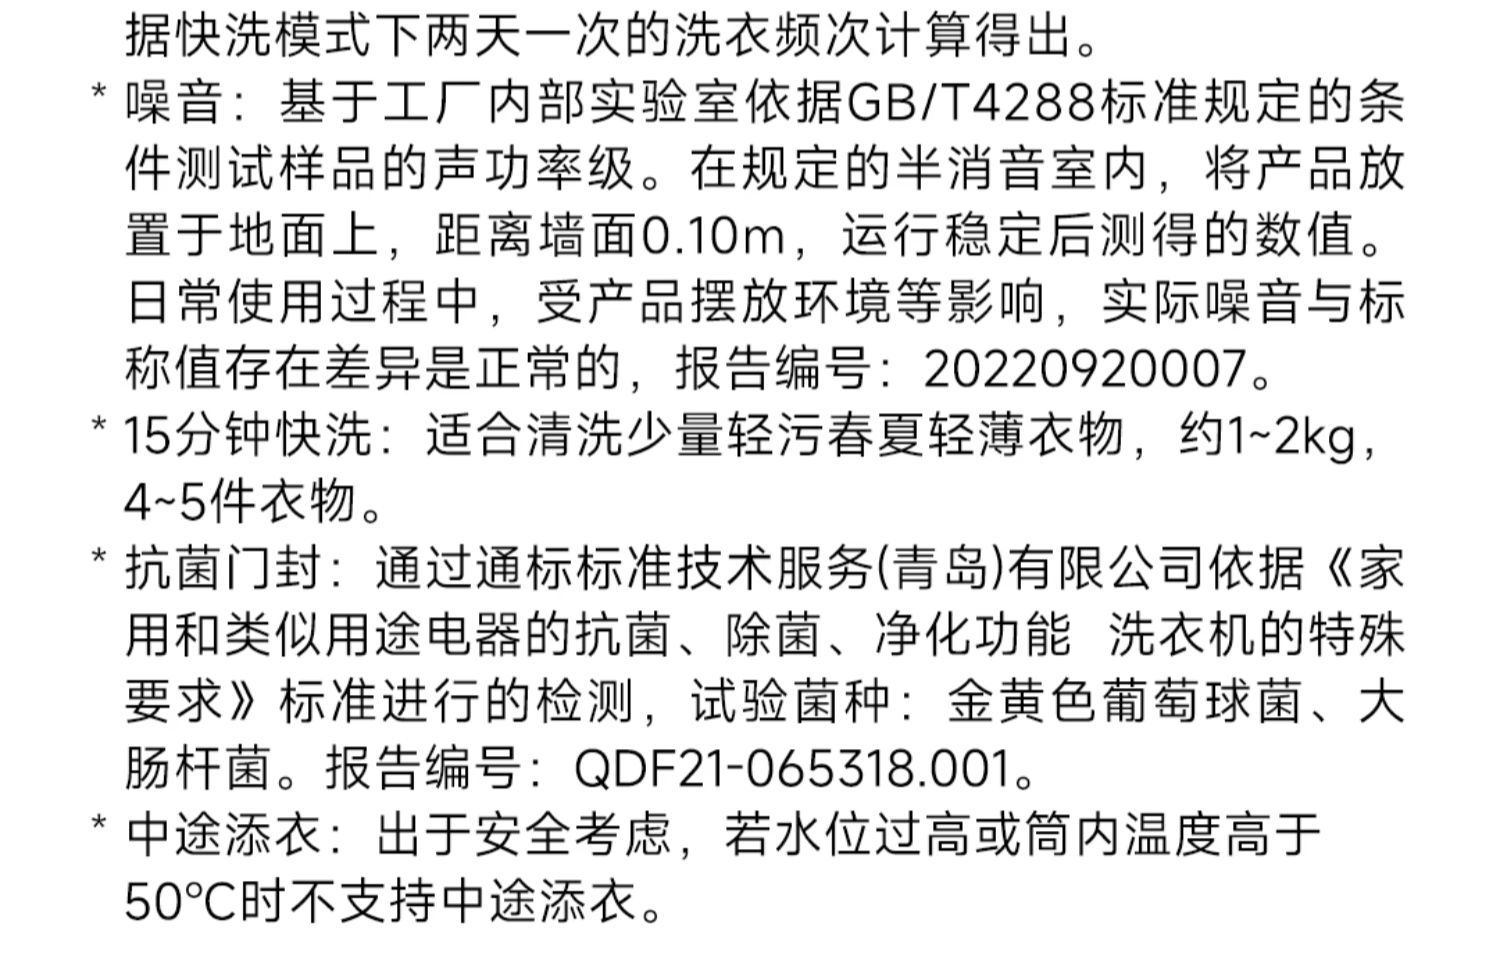 据快洗模式下两天一次的洗衣频次计算得出。
* 噪音：基于工厂内部实验室依据GB/T4288标准规定的条
件测试样品的声功率级。在规定的半消音室内，将产品放
置于地面上，距离墙面0.10m，运行稳定后测得的数值。
日常使用过程中，受产品摆放环境等影响，实际噪音与标
称值存在差异是正常的，报告编号：20220920007。
* 15分钟快洗：适合清洗少量轻污春夏轻薄衣物，约1~2kg，
4~5件衣物。
* 抗菌门封：通过通标标准技术服务(青岛)有限公司依据《家
用和类似用途电器的抗菌、除菌、净化功能 洗衣机的特殊
要求》标准进行的检测，试验菌种：金黄色葡萄球菌、大
肠杆菌。报告编号：QDF21-065318.001。
* 中途添衣：出于安全考虑，若水位过高或筒内温度高于
50℃时不支持中途添衣。